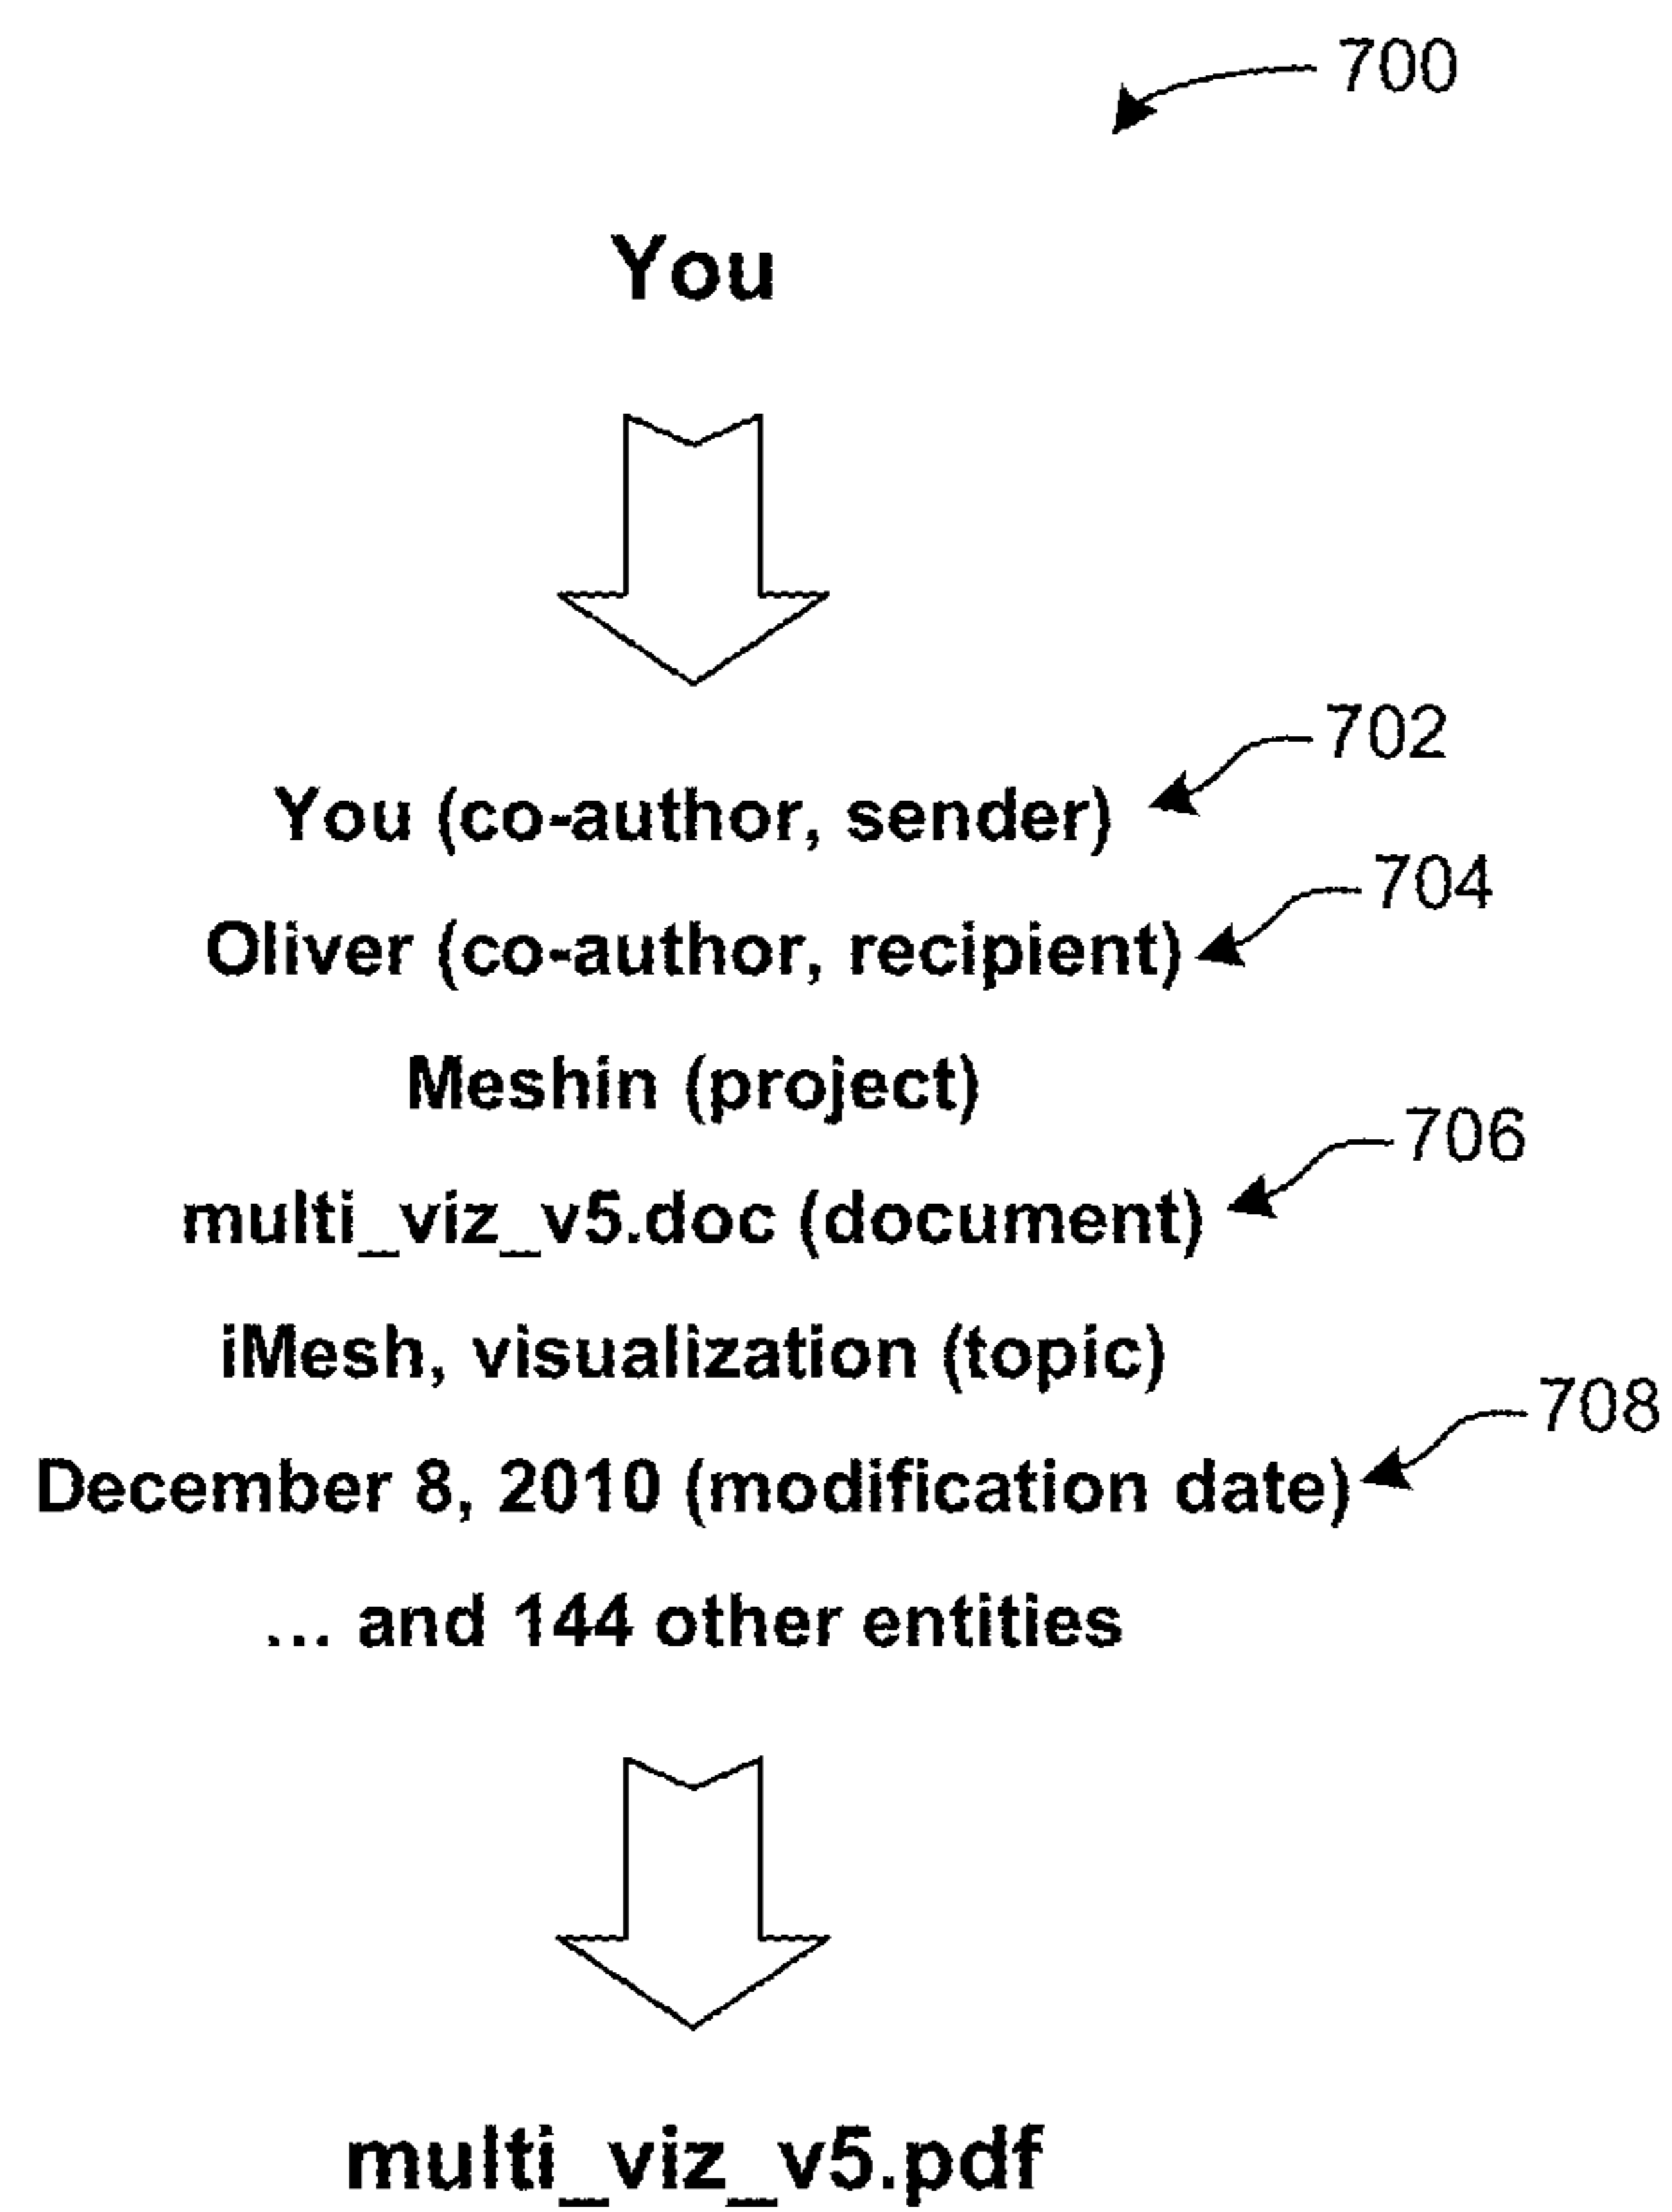 700
You
702
You (co-author, sender)
704
Oliver (co-author, recipient)
Meshin (project)
706
multi_viz_v5.doc (document)
iMesh, visualization (topic)
708
December 8, 2010 (modification date)
... and 144 other entities
multi_viz_v5.pdf